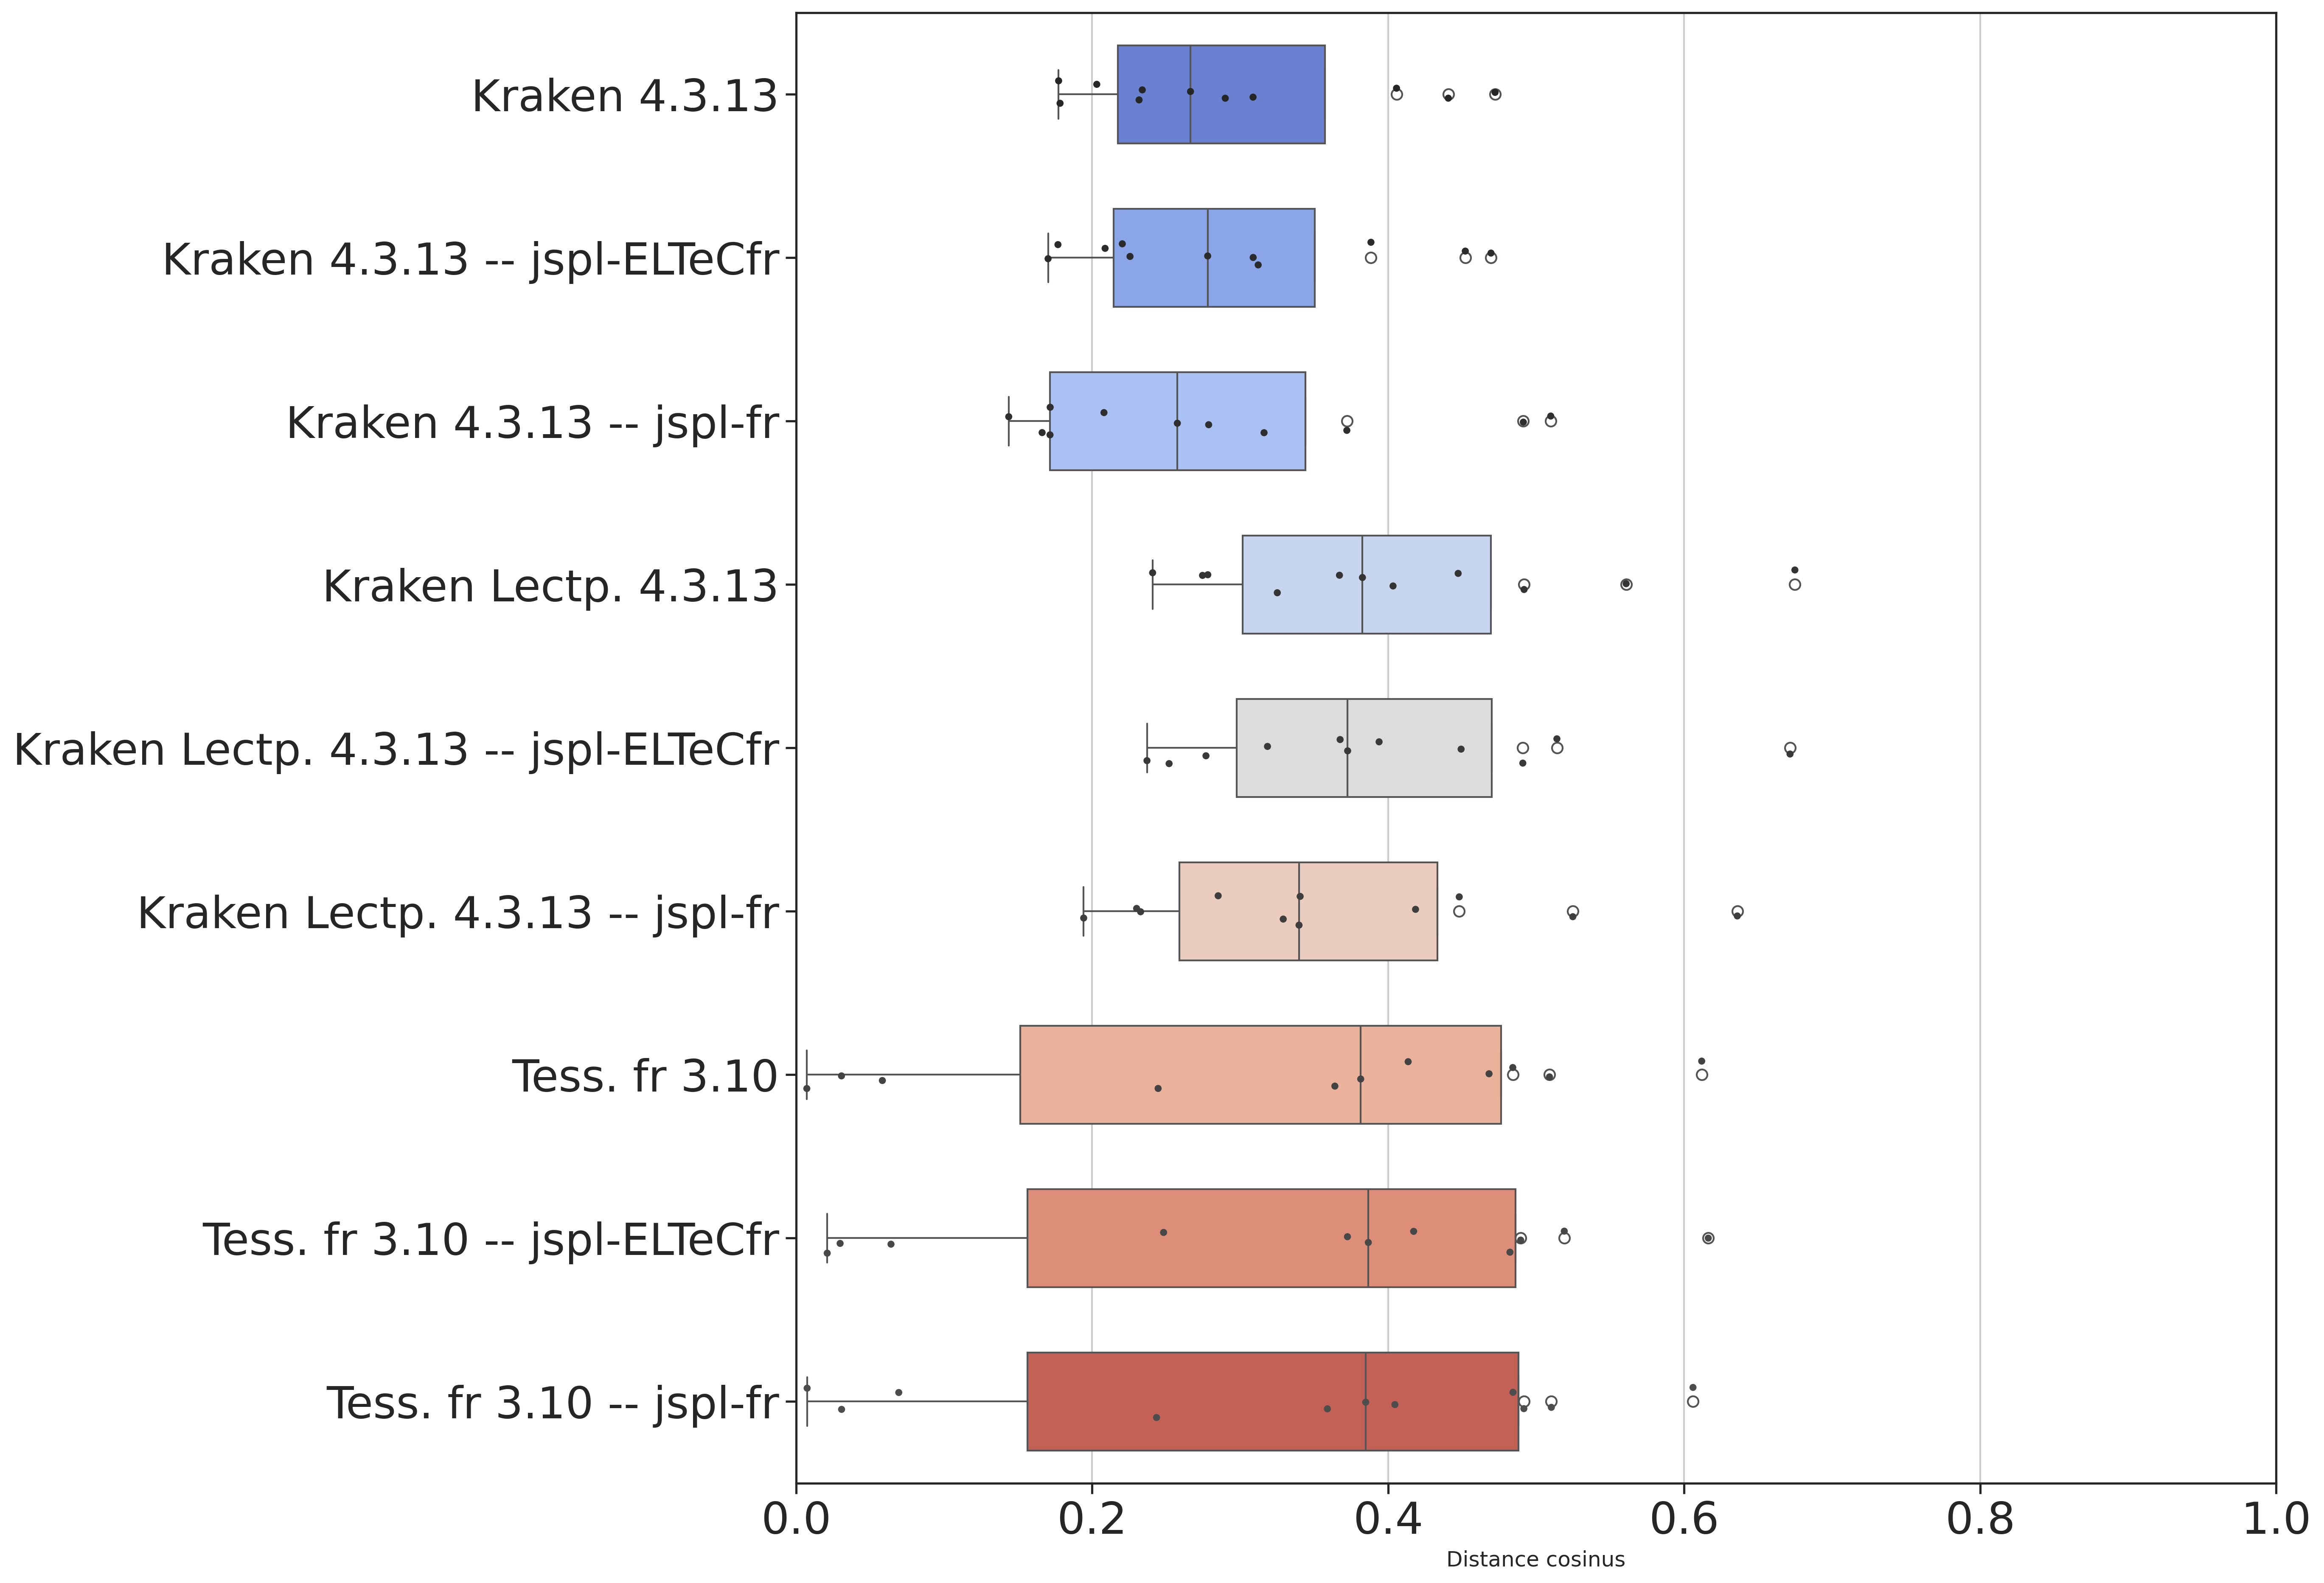 Kraken 4.3.13
Kraken 4.3.13 -- jspl-ELTeCfr
Kraken 4.3.13 -- jspl-fr
Kraken Lectp. 4.3.13
Kraken Lectp. 4.3.13 -- jspl-ELTeCfr
Kraken Lectp. 4.3.13 -- jspl-fr
Tess. fr 3.10
Tess. fr 3.10 -- jspl-ELTeCfr
Tess. fr 3.10 -- jspl-fr
0.0 0.2 0.4 0.6 0.8 1.0
Distance cosinus